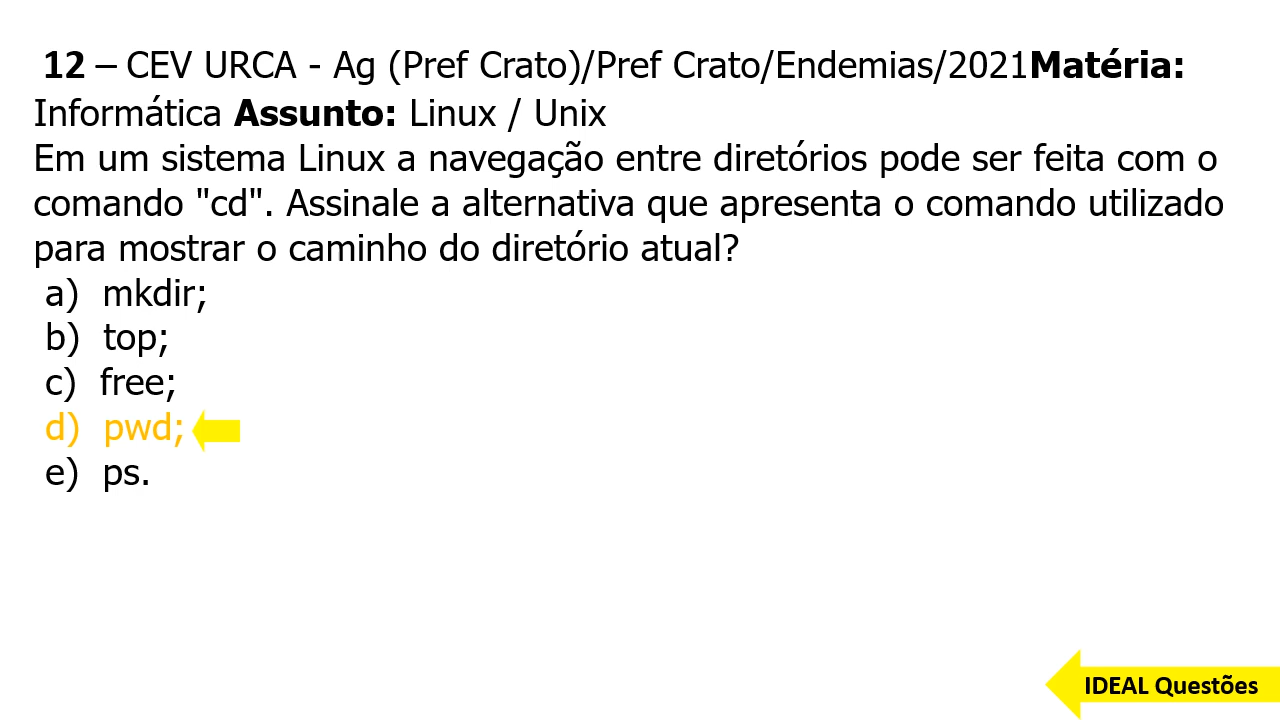 12 – CEV URCA - Ag (Pref Crato)/Pref Crato/Endemias/2021Matéria:
Informática Assunto: Linux / Unix
Em um sistema Linux a navegação entre diretórios pode ser feita com o
comando "cd". Assinale a alternativa que apresenta o comando utilizado
para mostrar o caminho do diretório atual?
a) mkdir;
b) top;
c) free;
d) pwd;
e) ps.
IDEAL Questões